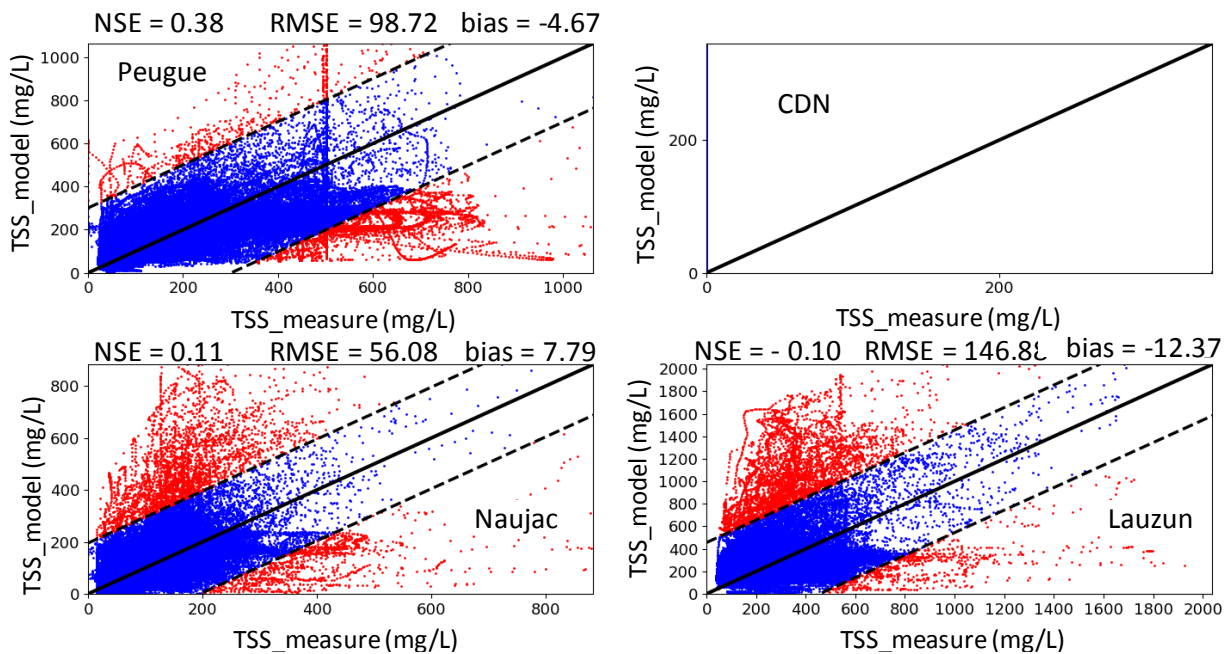 NSE = 0.38 RMSE = 98.72 bias = -4.67
1000
800
600
400
200
0
TSS_model (mg/L)
Peugue
0 200 400 600 800 1000
TSS_measure (mg/L)
200
0
TSS_model (mg/L)
CDN
0 200
TSS_measure (mg/L)
NSE = 0.11 RMSE = 56.08 bias = 7.79
800
600
400
200
0
TSS_model (mg/L)
Naujac
0 200 400 600 800
TSS_measure (mg/L)
NSE = - 0.10 RMSE = 146.88 bias = -12.37
2000
1800
1600
1400
1200
1000
800
600
400
200
0
TSS_model (mg/L)
Lauzun
0 200 400 600 800 1000 1200 1400 1600 1800 2000
TSS_measure (mg/L)